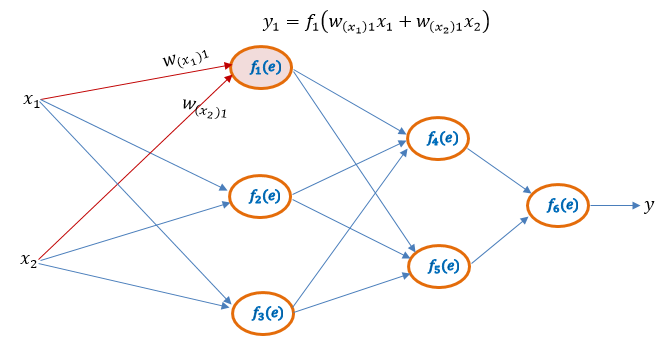 y₁ = f₁(w₍ₓ₁₎₁x₁ + w₍ₓ₂₎₁x₂)
w₍ₓ₁₎₁
f₁(e)
x₁
w₍ₓ₂₎₁
f₄(e)
f₂(e)
f₆(e)
y
x₂
f₅(e)
f₃(e)